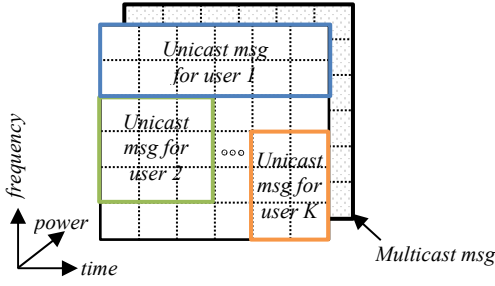 Unicast msg
for user 1
Unicast
msg for
user 2
Unicast
msg for
user K
frequency
power
time
Multicast msg